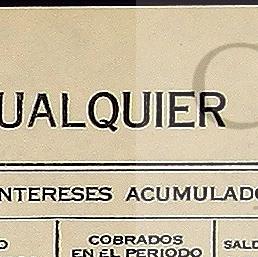 UALQUIER
NTERESES ACUMULADO
O COBRADOS SALD
EN EL PERIODO